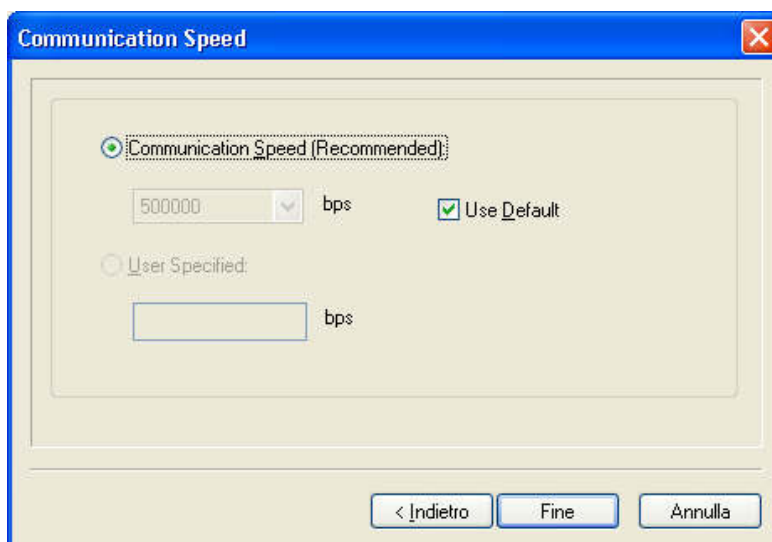 Communication Speed
Communication Speed (Recommended):
500000 bps Use Default
User Specified:
bps
< Indietro Fine Annulla